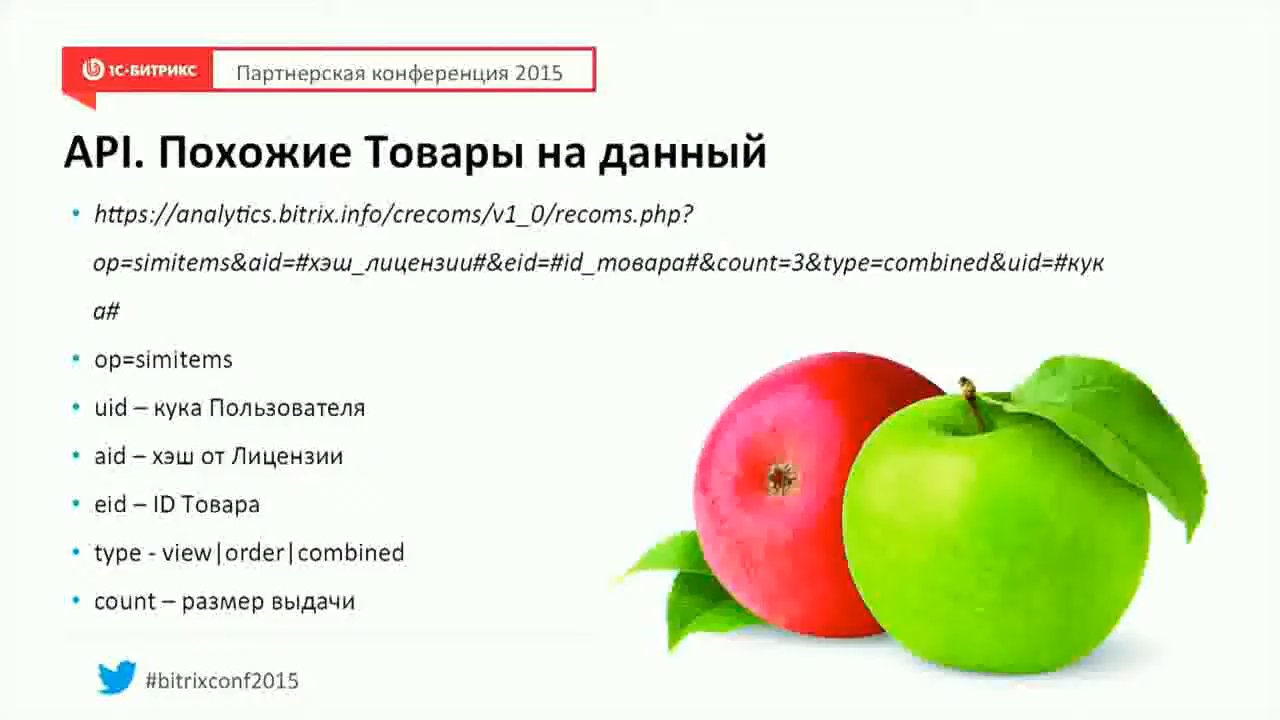 1С-БИТРИКС Партнерская конференция 2015
API. Похожие Товары на данный
• https://analytics.bitrix.info/crecoms/v1_0/recoms.php?
op=simitems&aid=#хэш_лицензии#&eid=#id_товара#&count=3&type=combined&uid=#кук
а#
• op=simitems
• uid – кука Пользователя
• aid – хэш от Лицензии
• eid – ID Товара
• type - view|order|combined
• count – размер выдачи
#bitrixconf2015